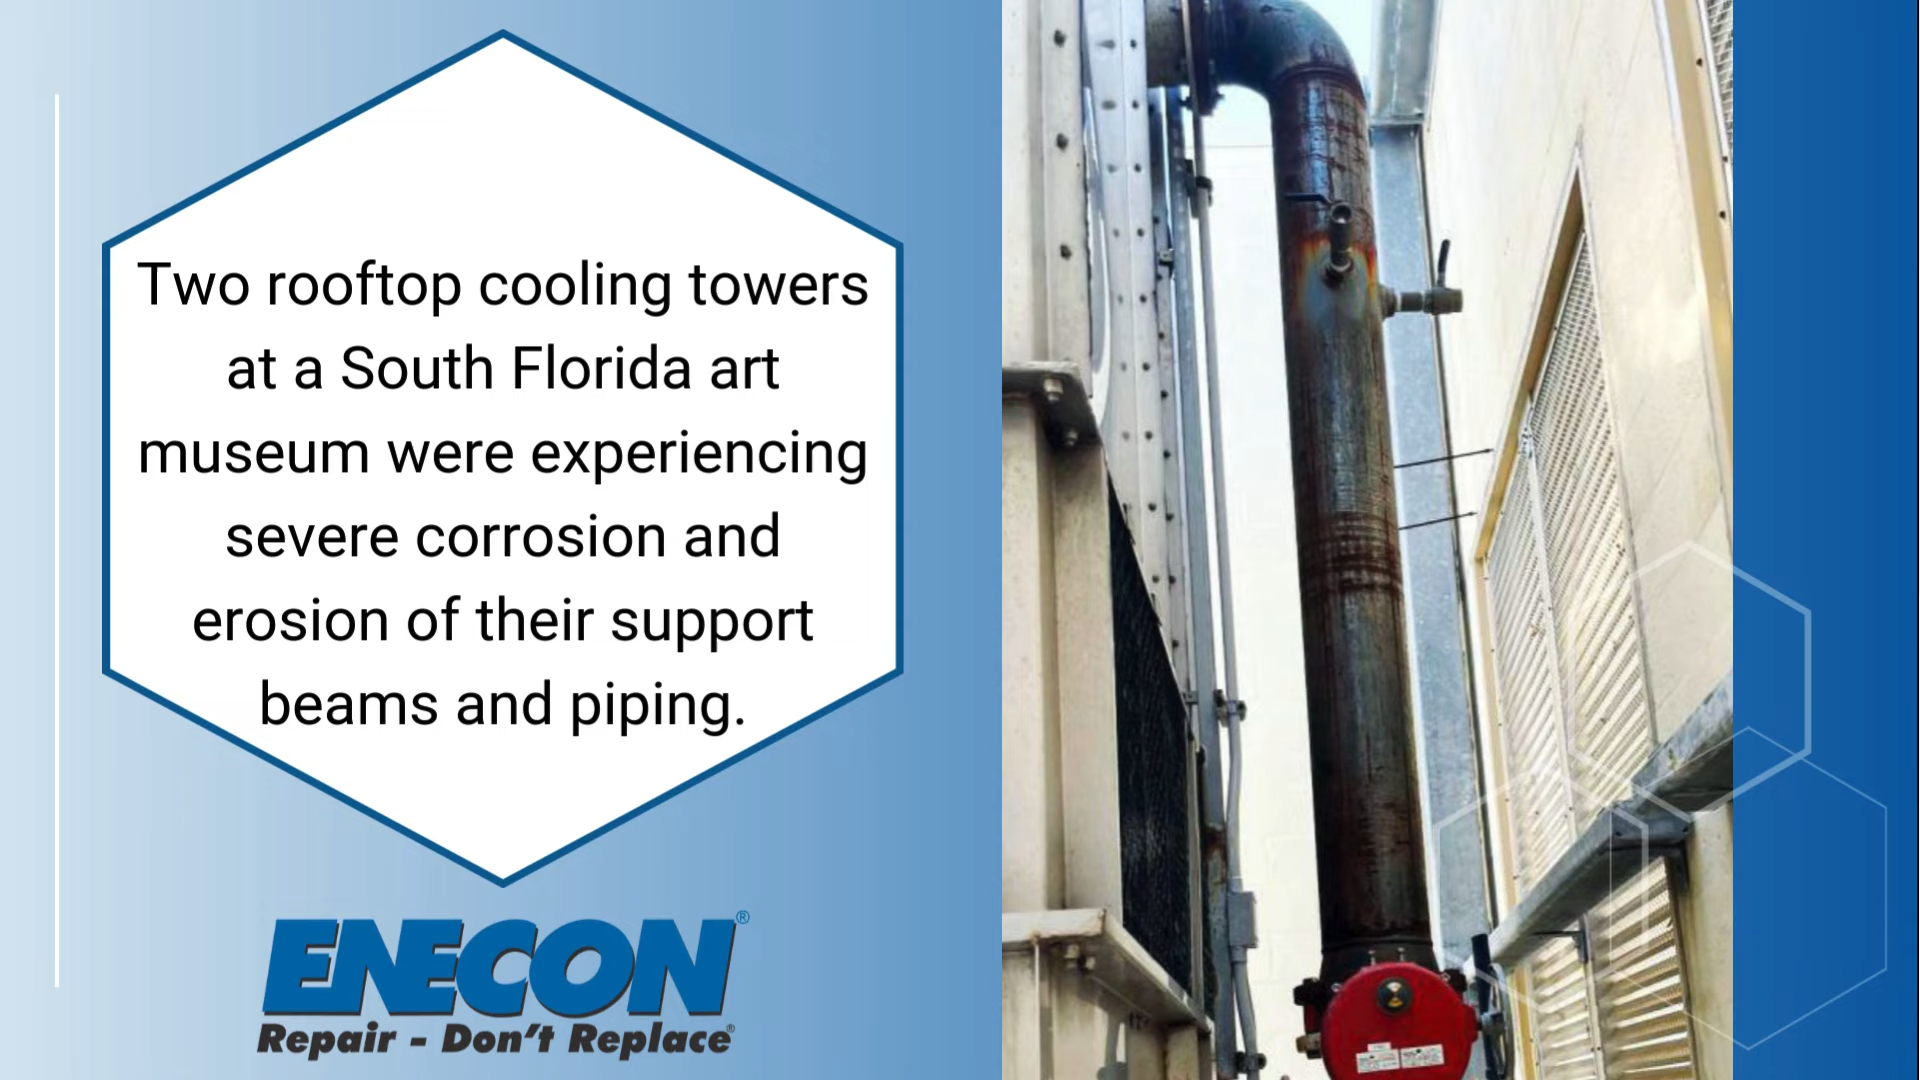 Two rooftop cooling towers
at a South Florida art
museum were experiencing
severe corrosion and
erosion of their support
beams and piping.
ENECON®
Repair - Don't Replace®